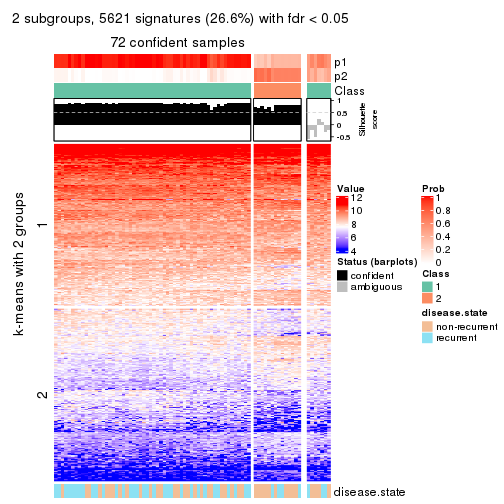 2 subgroups, 5621 signatures (26.6%) with fdr < 0.05
72 confident samples
p1
p2
Class
1
0.5
0
-0.5
Silhouette
score
k-means with 2 groups
1
2
Value
12
10
8
6
4
Status (barplots)
confident
ambiguous
Prob
1
0.8
0.6
0.4
0.2
0
Class
1
2
disease.state
non-recurrent
recurrent
disease.state